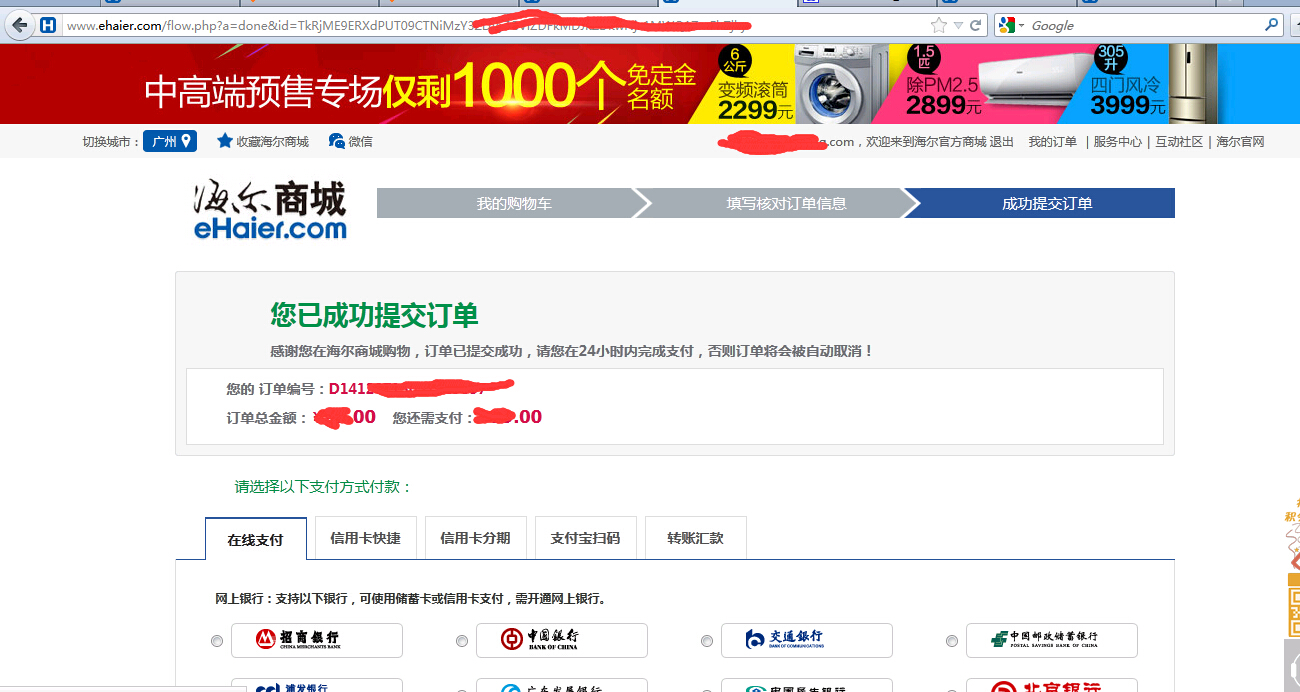 www.ehaier.com/flow.php?a=done&id=TkRjME9ERXdPUT09CTNiMzY3
Google
中高端预售专场仅剩1000个免定金名额
6公斤
变频滚筒
2299元
1.5匹
除PM2.5
2899元
305升
四门风冷
3999元
切换城市： 广州 收藏海尔商城 微信
.com，欢迎来到海尔官方商城 退出 我的订单 | 服务中心 | 互动社区 | 海尔官网
海尔商城
eHaier.com
我的购物车 填写核对订单信息 成功提交订单
您已成功提交订单
感谢您在海尔商城购物，订单已提交成功，请您在24小时内完成支付，否则订单将会被自动取消！
您的 订单编号：D141
订单总金额： .00 您还需支付： .00
请选择以下支付方式付款：
在线支付 信用卡快捷 信用卡分期 支付宝扫码 转账汇款
网上银行：支持以下银行，可使用储蓄卡或信用卡支付，需开通网上银行。
招商银行 中国银行 交通银行 中国邮政储蓄银行
CHINA MERCHANTS BANK BANK OF CHINA BANK OF COMMUNICATIONS POSTAL SAVINGS BANK OF CHINA
浦发银行 广东发展银行 中国民生银行 北京银行